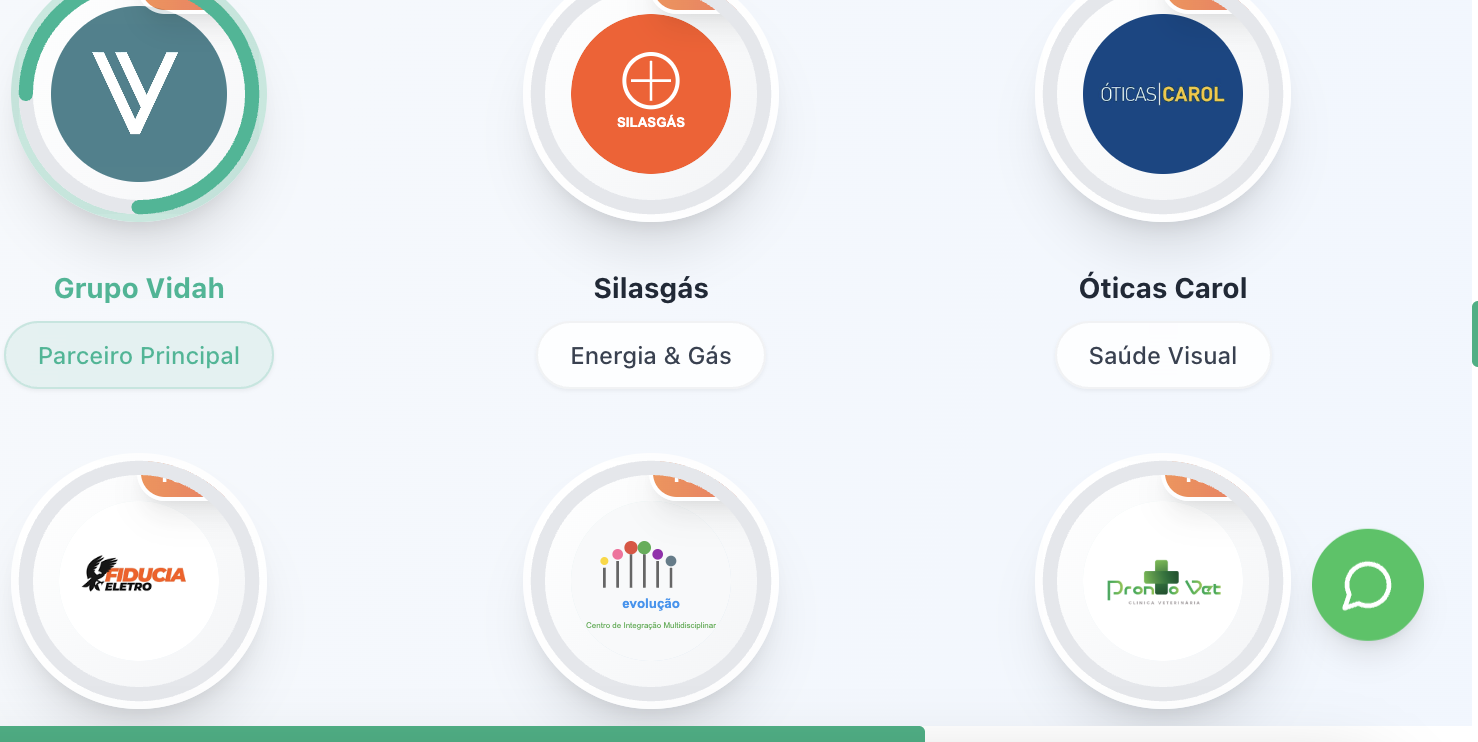 SILASGÁS
ÓTICAS|CAROL
Grupo Vidah
Silasgás
Óticas Carol
Parceiro Principal
Energia & Gás
Saúde Visual
FIDUCIA
ELETRO
evolução
Centro de Integração Multidisciplinar
Pronto Vet
CLINICA VETERINÁRIA